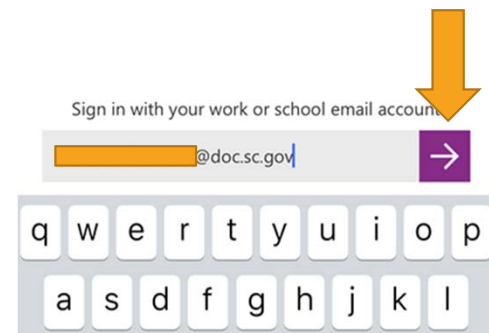 Sign in with your work or school email account
@doc.sc.gov
q w e r t y u i o p
a s d f g h j k l